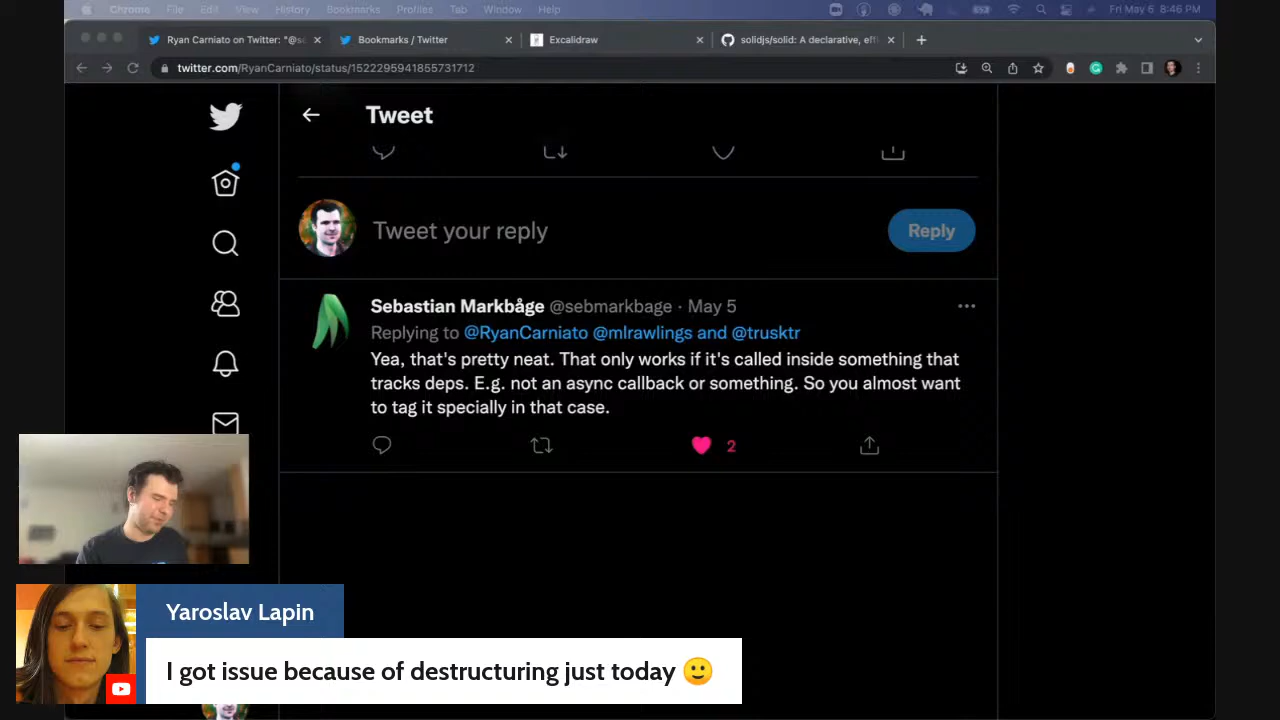 Chrome File Edit View History Bookmarks Profiles Tab Window Help Fri May 6 8:46 PM
Ryan Carniato on Twitter: "@so Bookmarks / Twitter Excalidraw solidjs/solid: A declarative, effi
twitter.com/RyanCarniato/status/1522295941855731712
Tweet
Tweet your reply
Reply
Sebastian Markbåge @sebmarkbage · May 5
Replying to @RyanCarniato @mlrawlings and @trusktr
Yea, that's pretty neat. That only works if it's called inside something that
tracks deps. E.g. not an async callback or something. So you almost want
to tag it specially in that case.
2
Yaroslav Lapin
I got issue because of destructuring just today 🙂